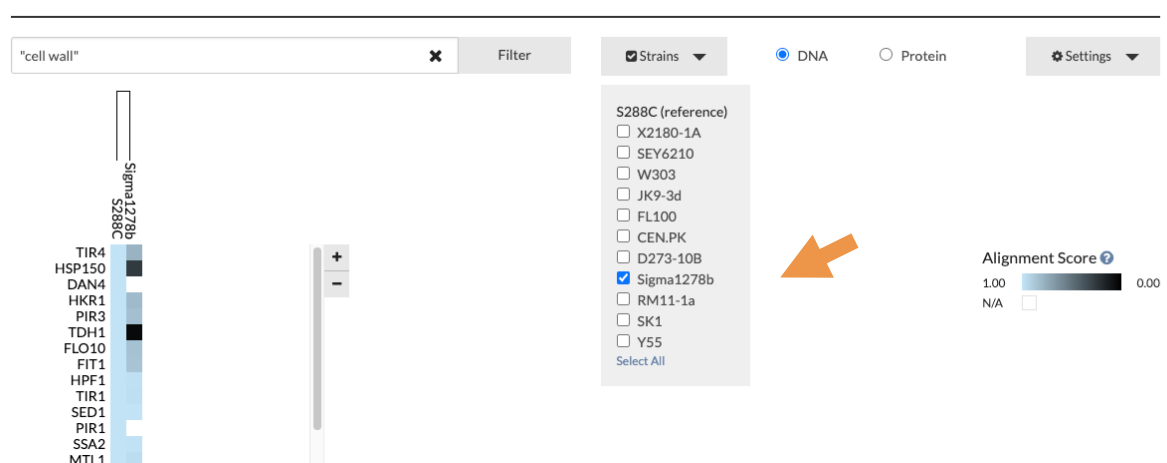 "cell wall"
Filter
Strains
DNA
Protein
Settings
S288C (reference)
X2180-1A
SEY6210
W303
JK9-3d
FL100
CEN.PK
D273-10B
Sigma1278b
RM11-1a
SK1
Y55
Select All
S288C
Sigma1278b
TIR4
HSP150
DAN4
HKR1
PIR3
TDH1
FLO10
FIT1
HPF1
TIR1
SED1
PIR1
SSA2
MTL1
+
-
Alignment Score ?
1.00 0.00
N/A